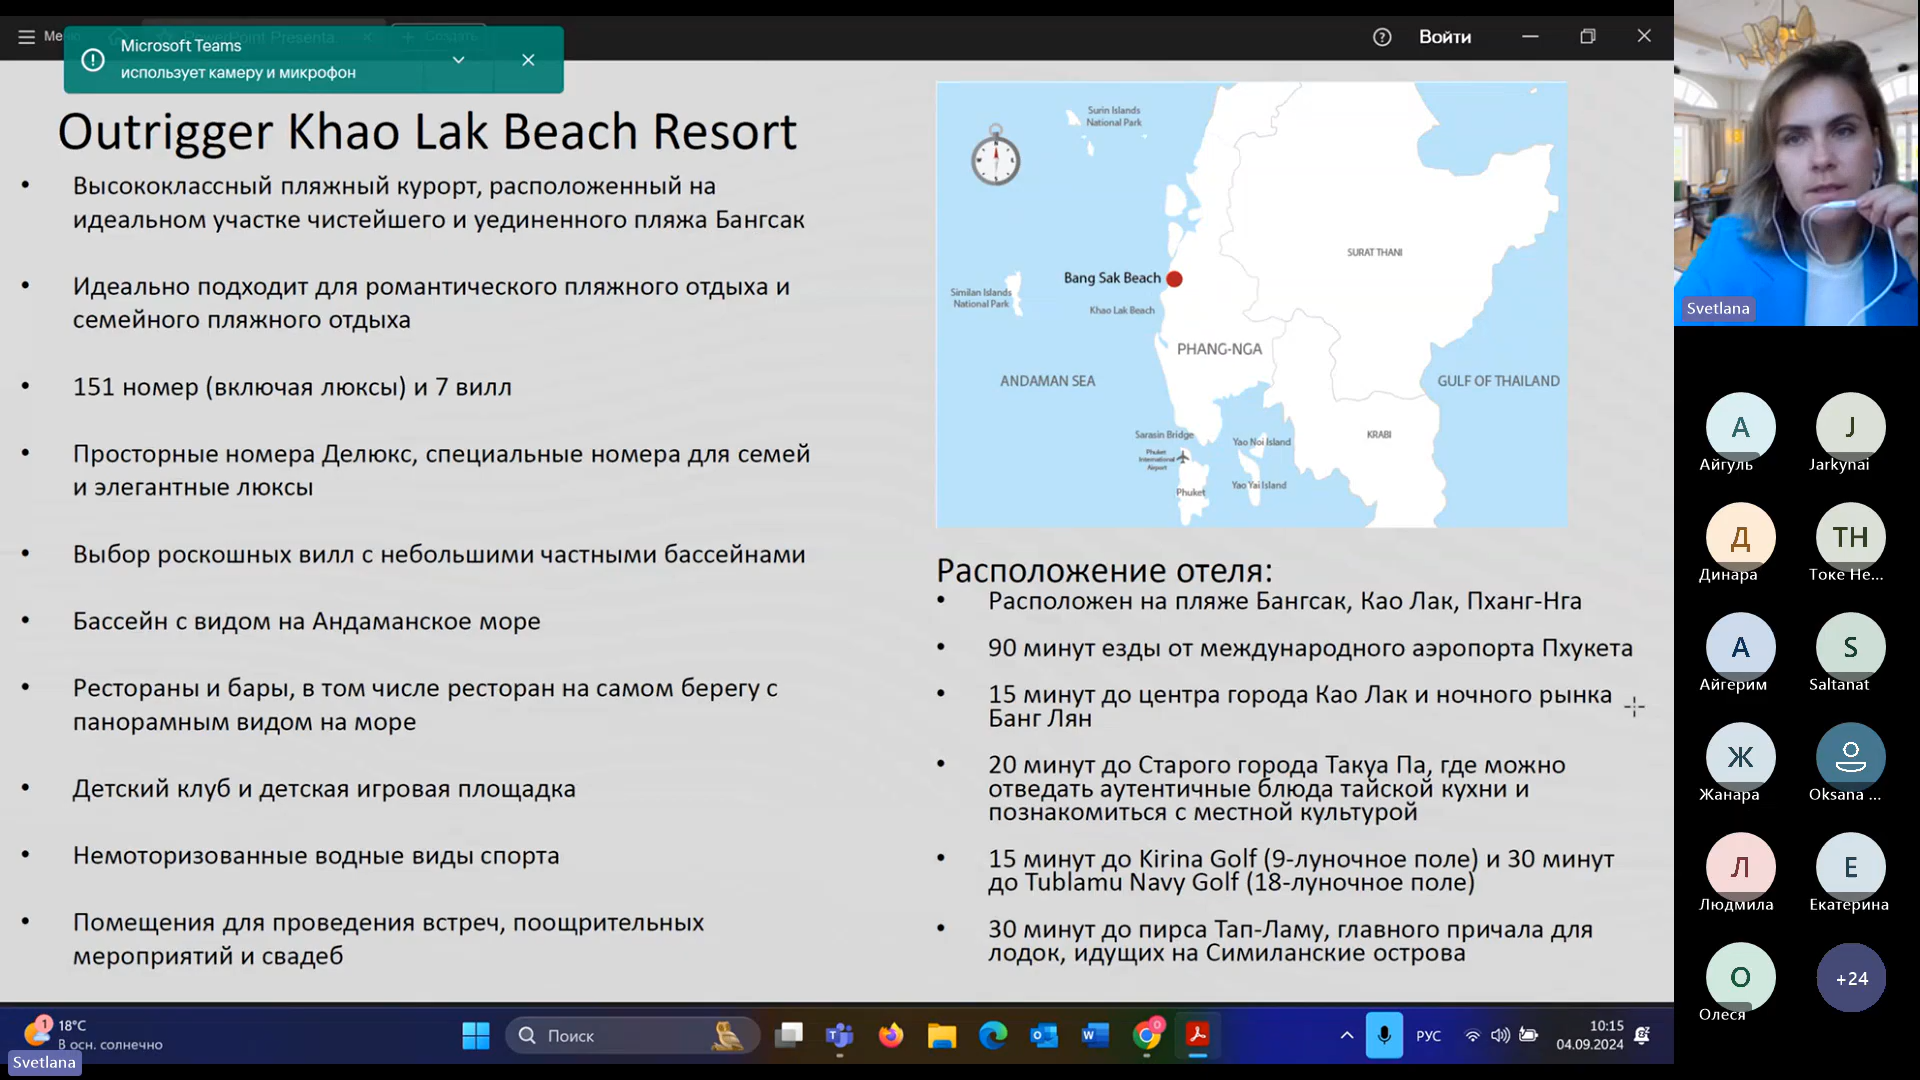 Меню
PowerPoint Presenta
Создать
Войти
Microsoft Teams
использует камеру и микрофон
Outrigger Khao Lak Beach Resort
• Высококлассный пляжный курорт, расположенный на
идеальном участке чистейшего и уединенного пляжа Бангсак
• Идеально подходит для романтического пляжного отдыха и
семейного пляжного отдыха
• 151 номер (включая люксы) и 7 вилл
• Просторные номера Делюкс, специальные номера для семей
и элегантные люксы
• Выбор роскошных вилл с небольшими частными бассейнами
• Бассейн с видом на Андаманское море
• Рестораны и бары, в том числе ресторан на самом берегу с
панорамным видом на море
• Детский клуб и детская игровая площадка
• Немоторизованные водные виды спорта
• Помещения для проведения встреч, поощрительных
мероприятий и свадеб
Surin Islands
National Park
SURAT THANI
Bang Sak Beach
Similan Islands
National Park
Khao Lak Beach
PHANG-NGA
ANDAMAN SEA
GULF OF THAILAND
Sarasin Bridge
Yao Noi Island
KRABI
Phuket
International
Airport
Yao Yai Island
Phuket
Расположение отеля:
• Расположен на пляже Бангсак, Као Лак, Пханг-Нга
• 90 минут езды от международного аэропорта Пхукета
• 15 минут до центра города Као Лак и ночного рынка
Банг Лян
• 20 минут до Старого города Такуа Па, где можно
отведать аутентичные блюда тайской кухни и
познакомиться с местной культурой
• 15 минут до Kirina Golf (9-луночное поле) и 30 минут
до Tublamu Navy Golf (18-луночное поле)
• 30 минут до пирса Тап-Ламу, главного причала для
лодок, идущих на Симиланские острова
Svetlana
А
Айгуль
J
Jarkynai
Д
Динара
TH
Токе Не...
А
Айгерим
S
Saltanat
Ж
Жанара
Oksana ...
Л
Людмила
Е
Екатерина
О
Олеся
+24
1
18°C
В осн. солнечно
Поиск
РУС
10:15
04.09.2024
Svetlana